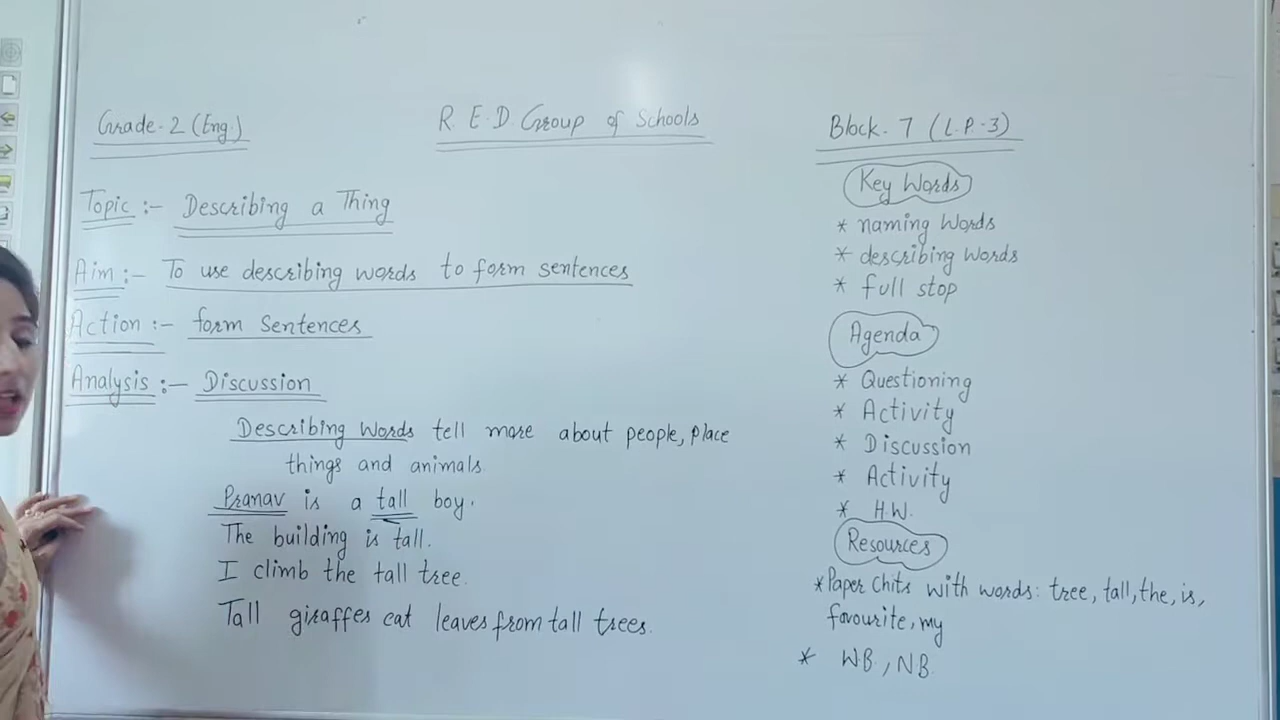 Grade-2 (Eng.)
R.E.D. Group of Schools
Block-7 (L.P.-3)
Topic :- Describing a Thing
Aim :- To use describing words to form sentences
Action :- form sentences
Analysis :- Discussion
Describing Words tell more about people, place
things and animals
Pranav is a tall boy.
The building is tall.
I climb the tall tree.
Tall giraffes eat leaves from tall trees.
Key Words
* naming words
* describing words
* full stop
Agenda
* Questioning
* Activity
* Discussion
* Activity
* H.W.
Resources
* Paper Chits with words: tree, tall, the, is,
favourite, my
* W.B., N.B.